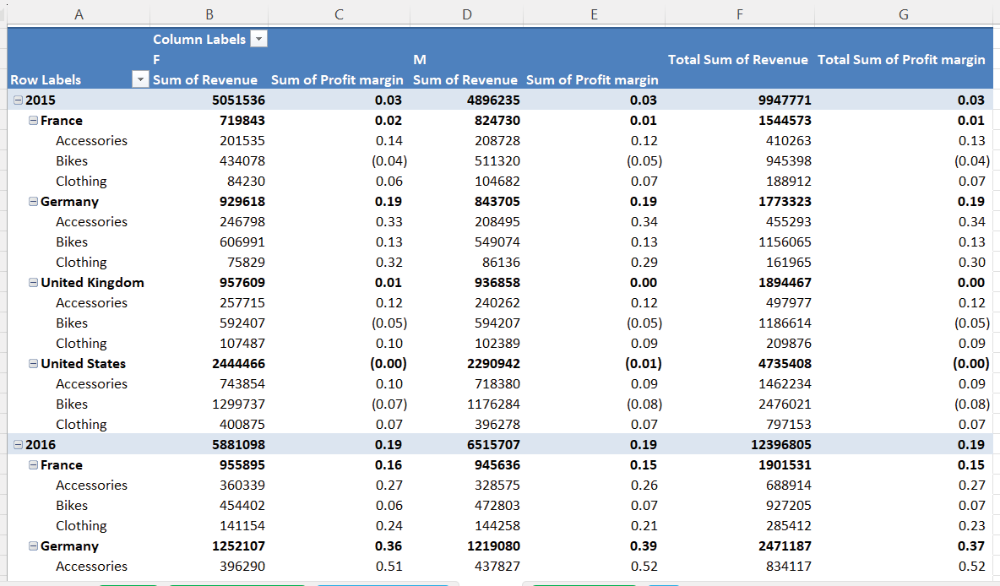 A B C D E F G
Column Labels
F M Total Sum of Revenue Total Sum of Profit margin
Row Labels Sum of Revenue Sum of Profit margin Sum of Revenue Sum of Profit margin
2015 5051536 0.03 4896235 0.03 9947771 0.03
France 719843 0.02 824730 0.01 1544573 0.01
Accessories 201535 0.14 208728 0.12 410263 0.13
Bikes 434078 (0.04) 511320 (0.05) 945398 (0.04)
Clothing 84230 0.06 104682 0.07 188912 0.07
Germany 929618 0.19 843705 0.19 1773323 0.19
Accessories 246798 0.33 208495 0.34 455293 0.34
Bikes 606991 0.13 549074 0.13 1156065 0.13
Clothing 75829 0.32 86136 0.29 161965 0.30
United Kingdom 957609 0.01 936858 0.00 1894467 0.00
Accessories 257715 0.12 240262 0.12 497977 0.12
Bikes 592407 (0.05) 594207 (0.05) 1186614 (0.05)
Clothing 107487 0.10 102389 0.09 209876 0.09
United States 2444466 (0.00) 2290942 (0.01) 4735408 (0.00)
Accessories 743854 0.10 718380 0.09 1462234 0.09
Bikes 1299737 (0.07) 1176284 (0.08) 2476021 (0.08)
Clothing 400875 0.07 396278 0.07 797153 0.07
2016 5881098 0.19 6515707 0.19 12396805 0.19
France 955895 0.16 945636 0.15 1901531 0.15
Accessories 360339 0.27 328575 0.26 688914 0.27
Bikes 454402 0.06 472803 0.07 927205 0.07
Clothing 141154 0.24 144258 0.21 285412 0.23
Germany 1252107 0.36 1219080 0.39 2471187 0.37
Accessories 396290 0.51 437827 0.52 834117 0.52